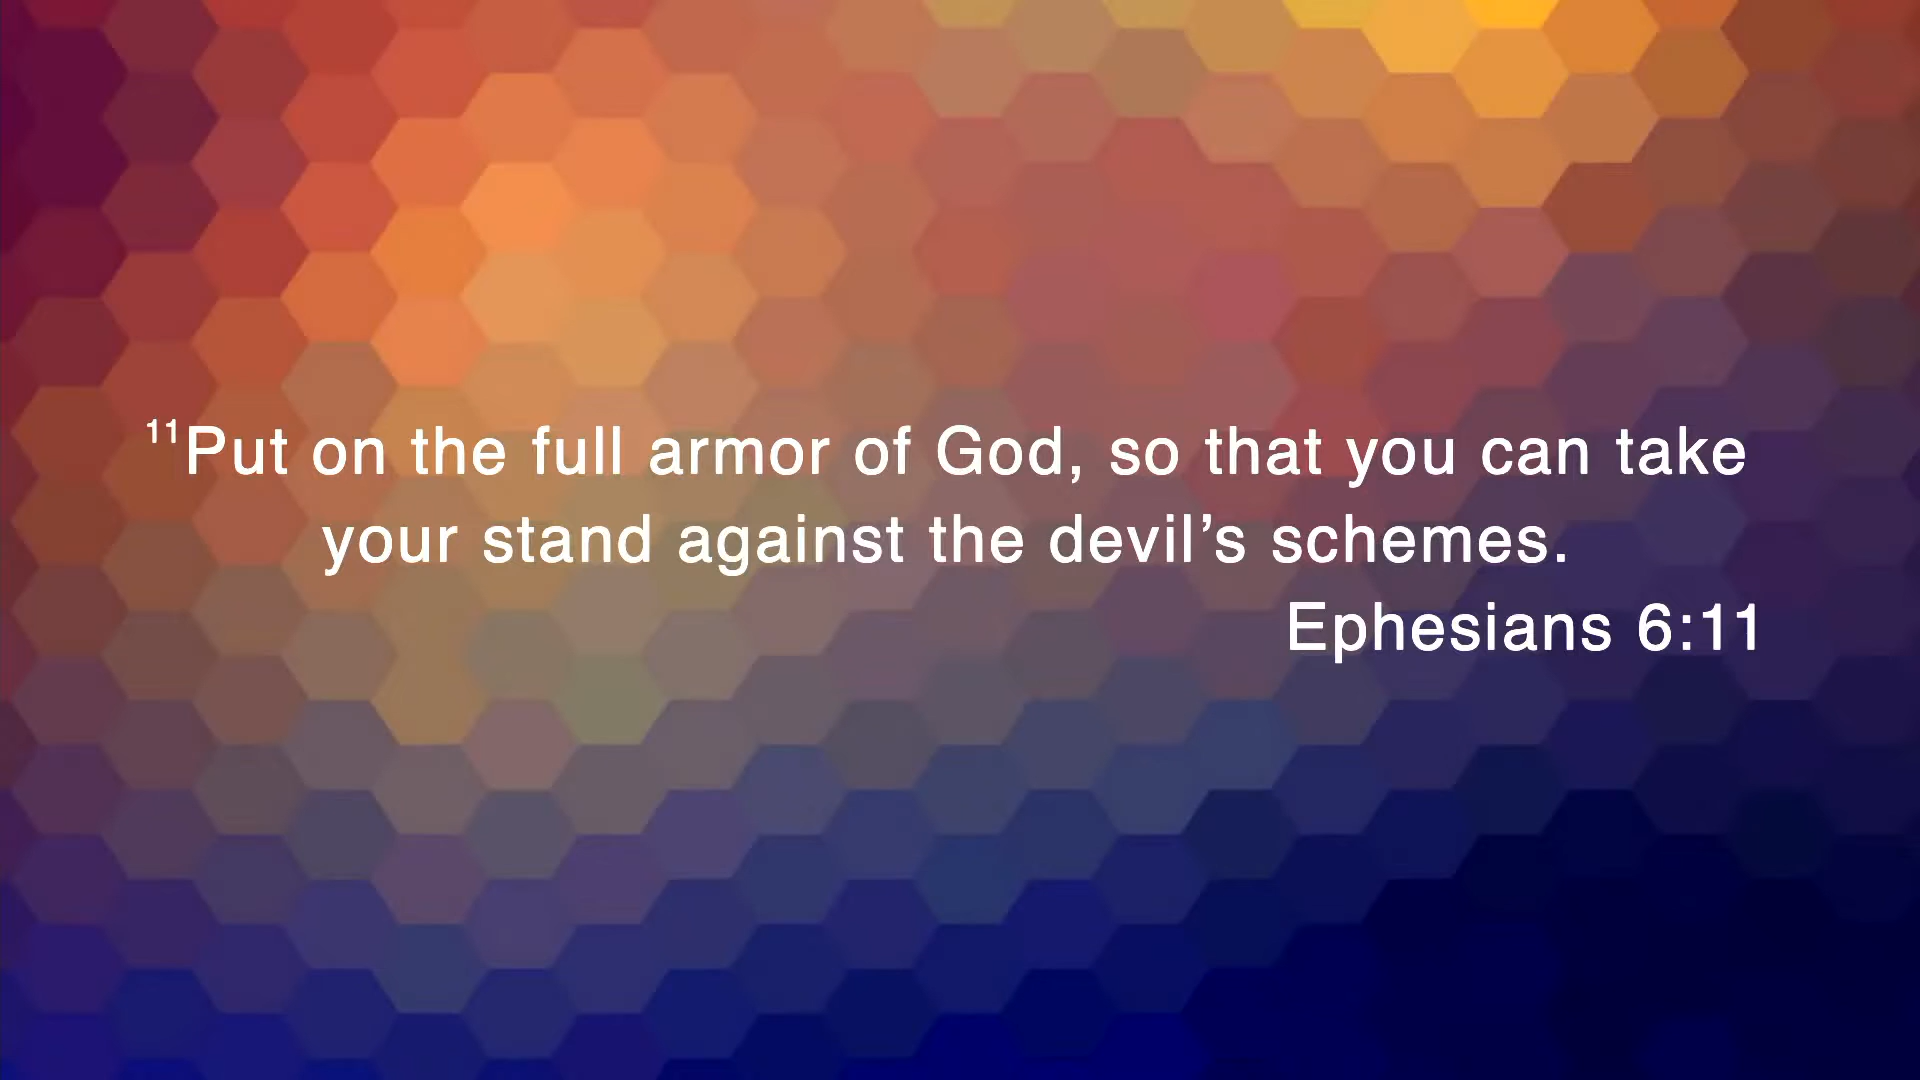 ¹¹Put on the full armor of God, so that you can take
your stand against the devil’s schemes.
Ephesians 6:11